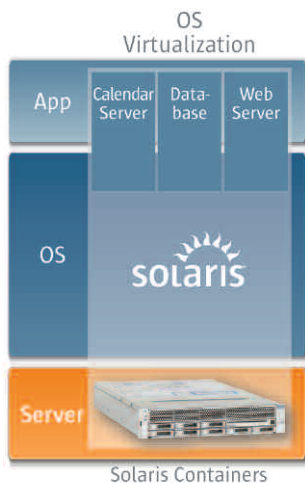 OS
Virtualization
App
Calendar
Server
Data-
base
Web
Server
OS
solaris
Server
Solaris Containers